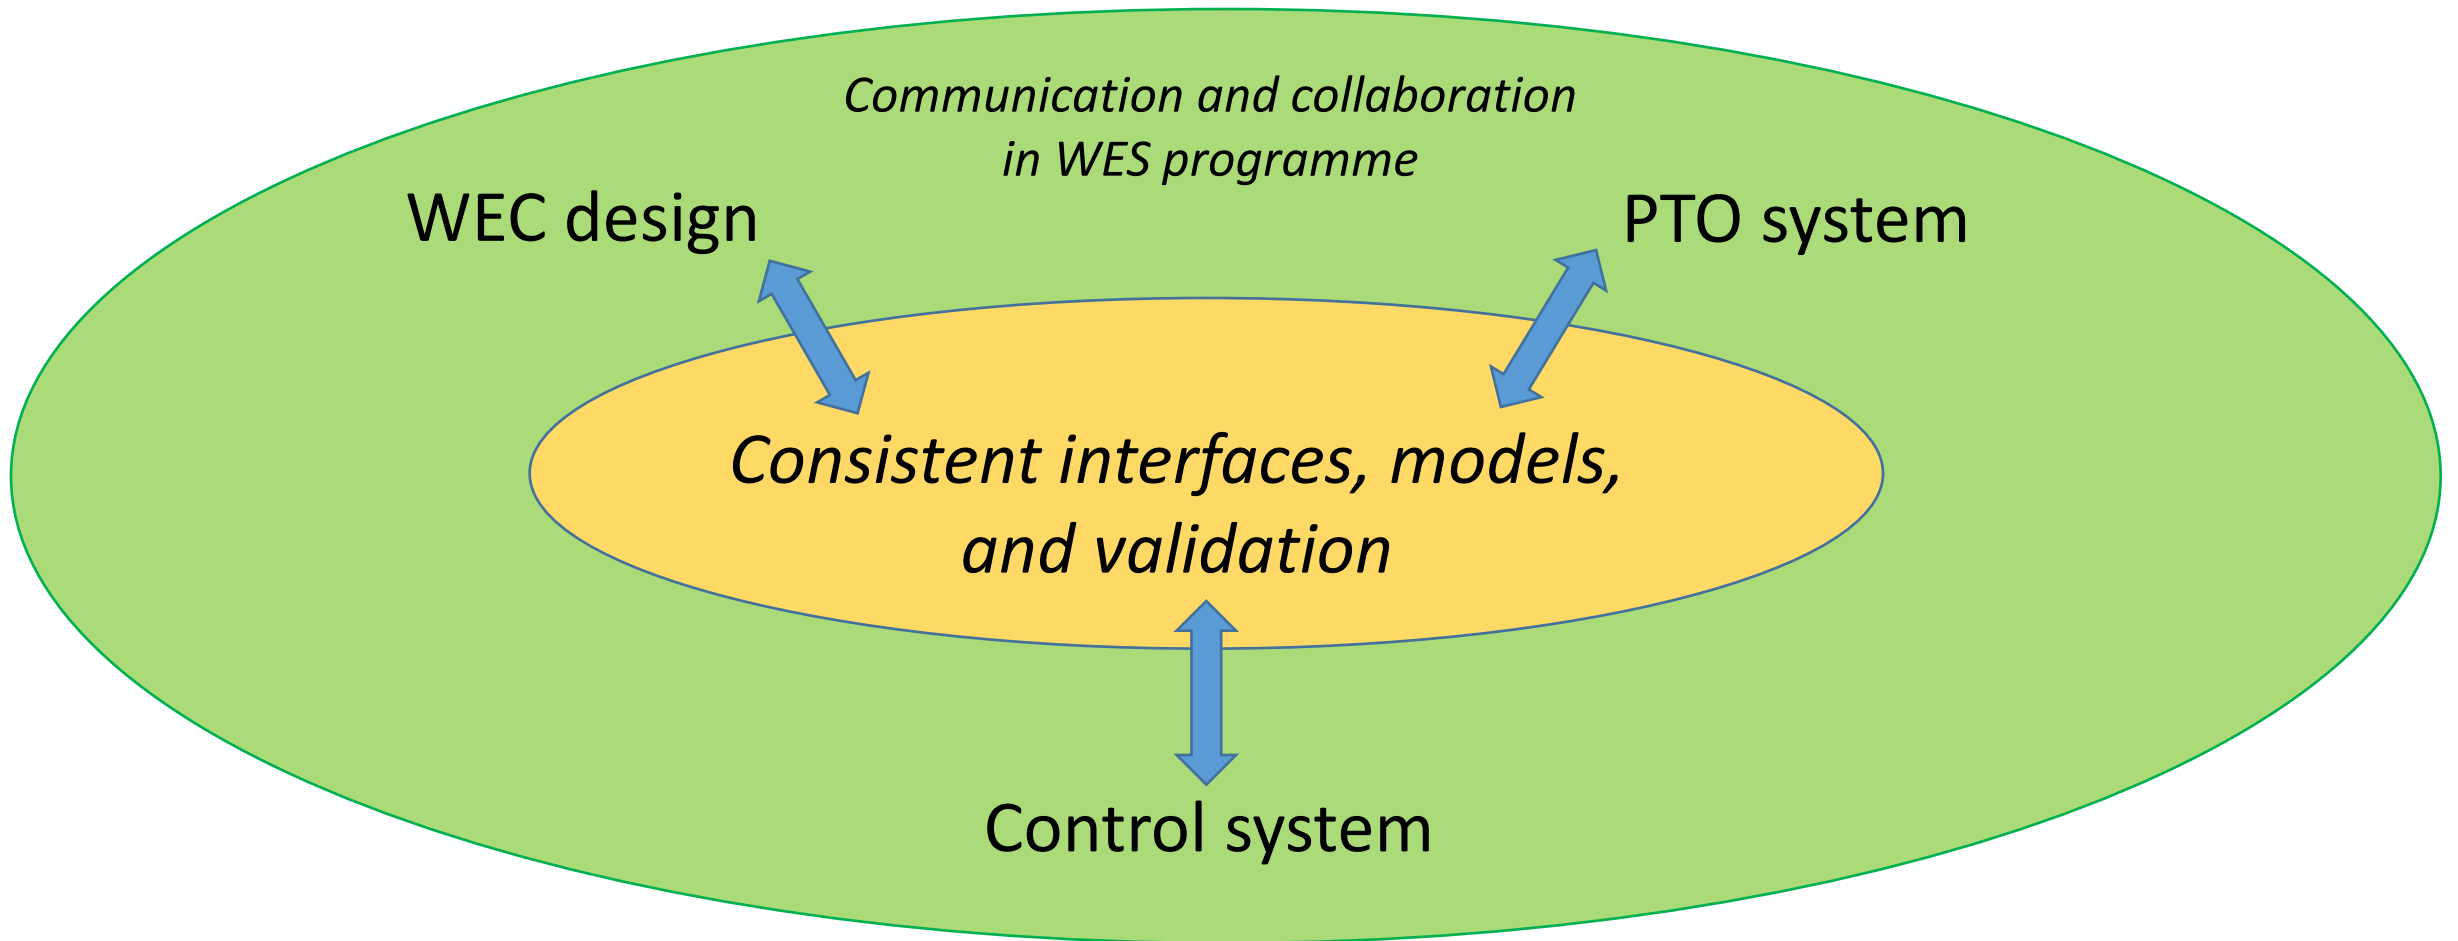 Communication and collaboration
in WES programme
WEC design
PTO system
Consistent interfaces, models,
and validation
Control system